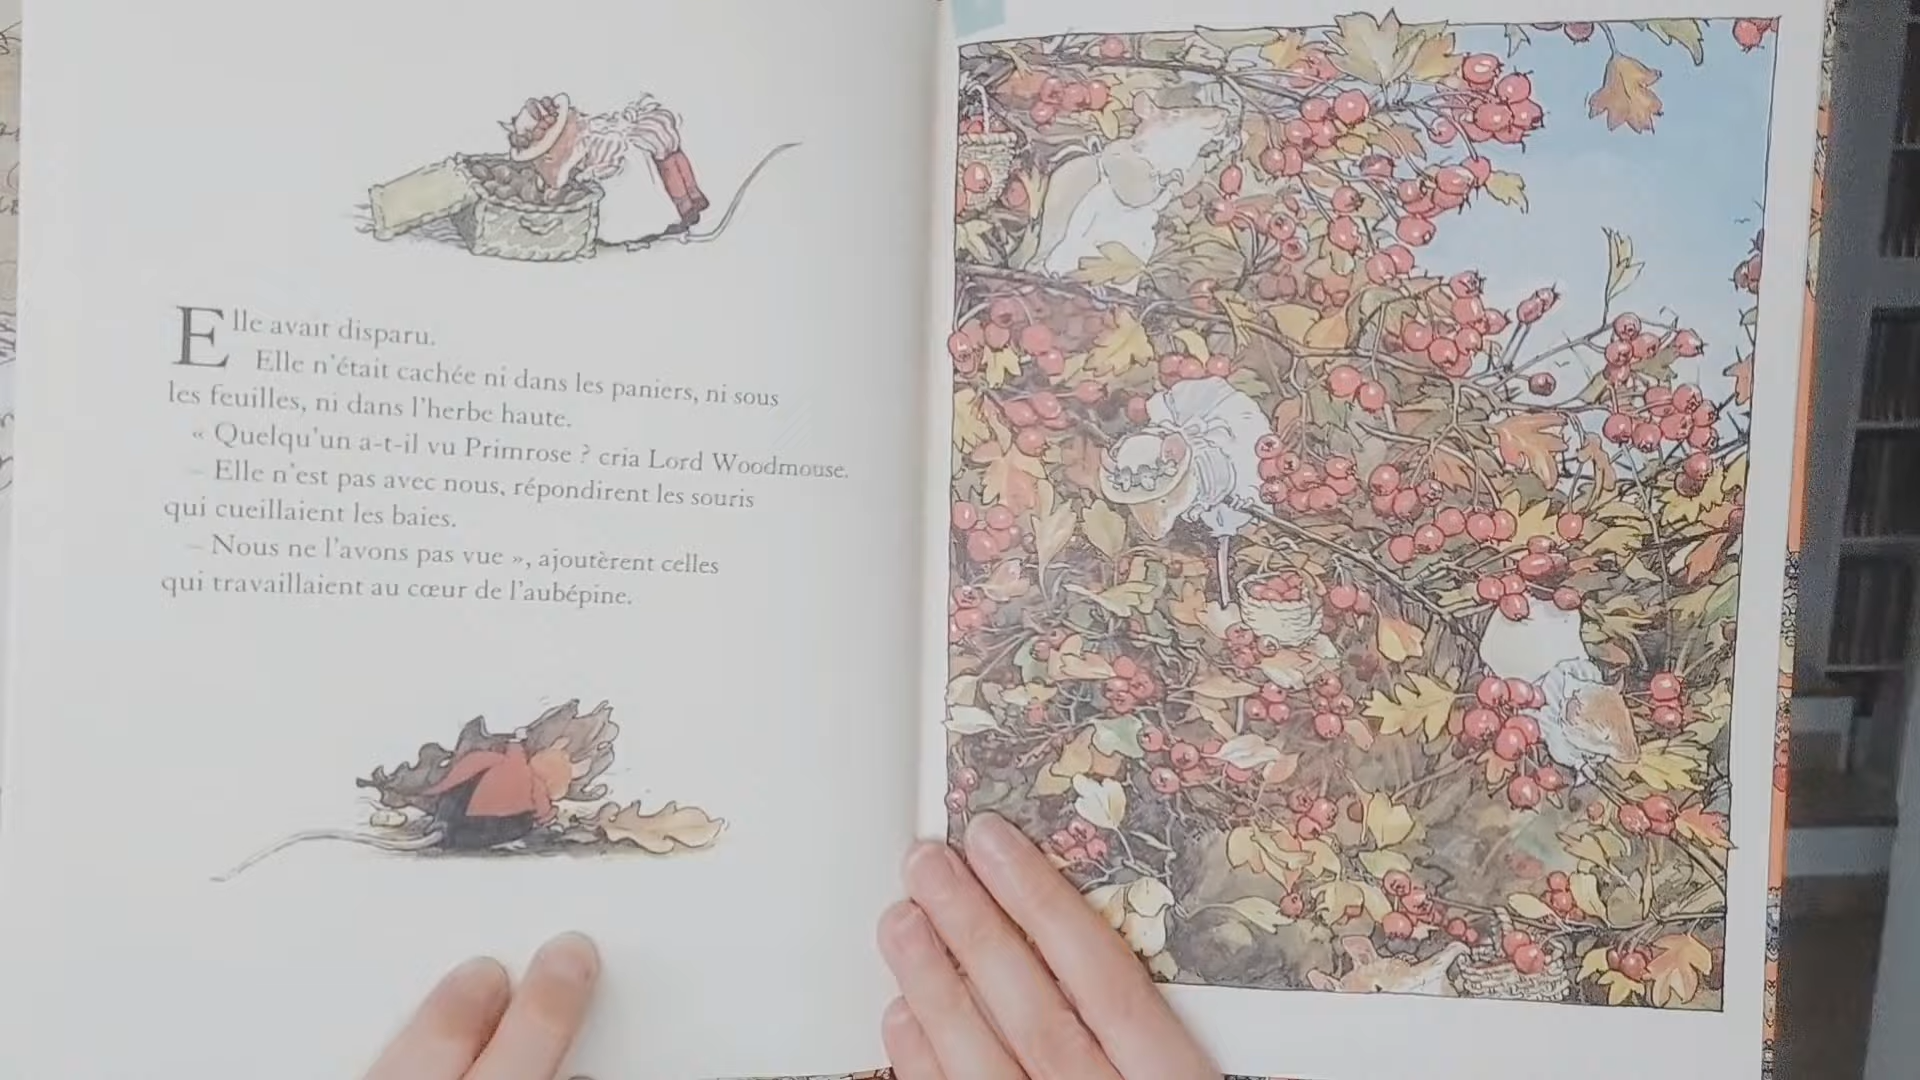 Elle avait disparu.
Elle n'était cachée ni dans les paniers, ni sous
les feuilles, ni dans l'herbe haute.
« Quelqu'un a-t-il vu Primrose ? cria Lord Woodmouse.
– Elle n'est pas avec nous, répondirent les souris
qui cueillaient les baies.
– Nous ne l'avons pas vue », ajoutèrent celles
qui travaillaient au cœur de l'aubépine.